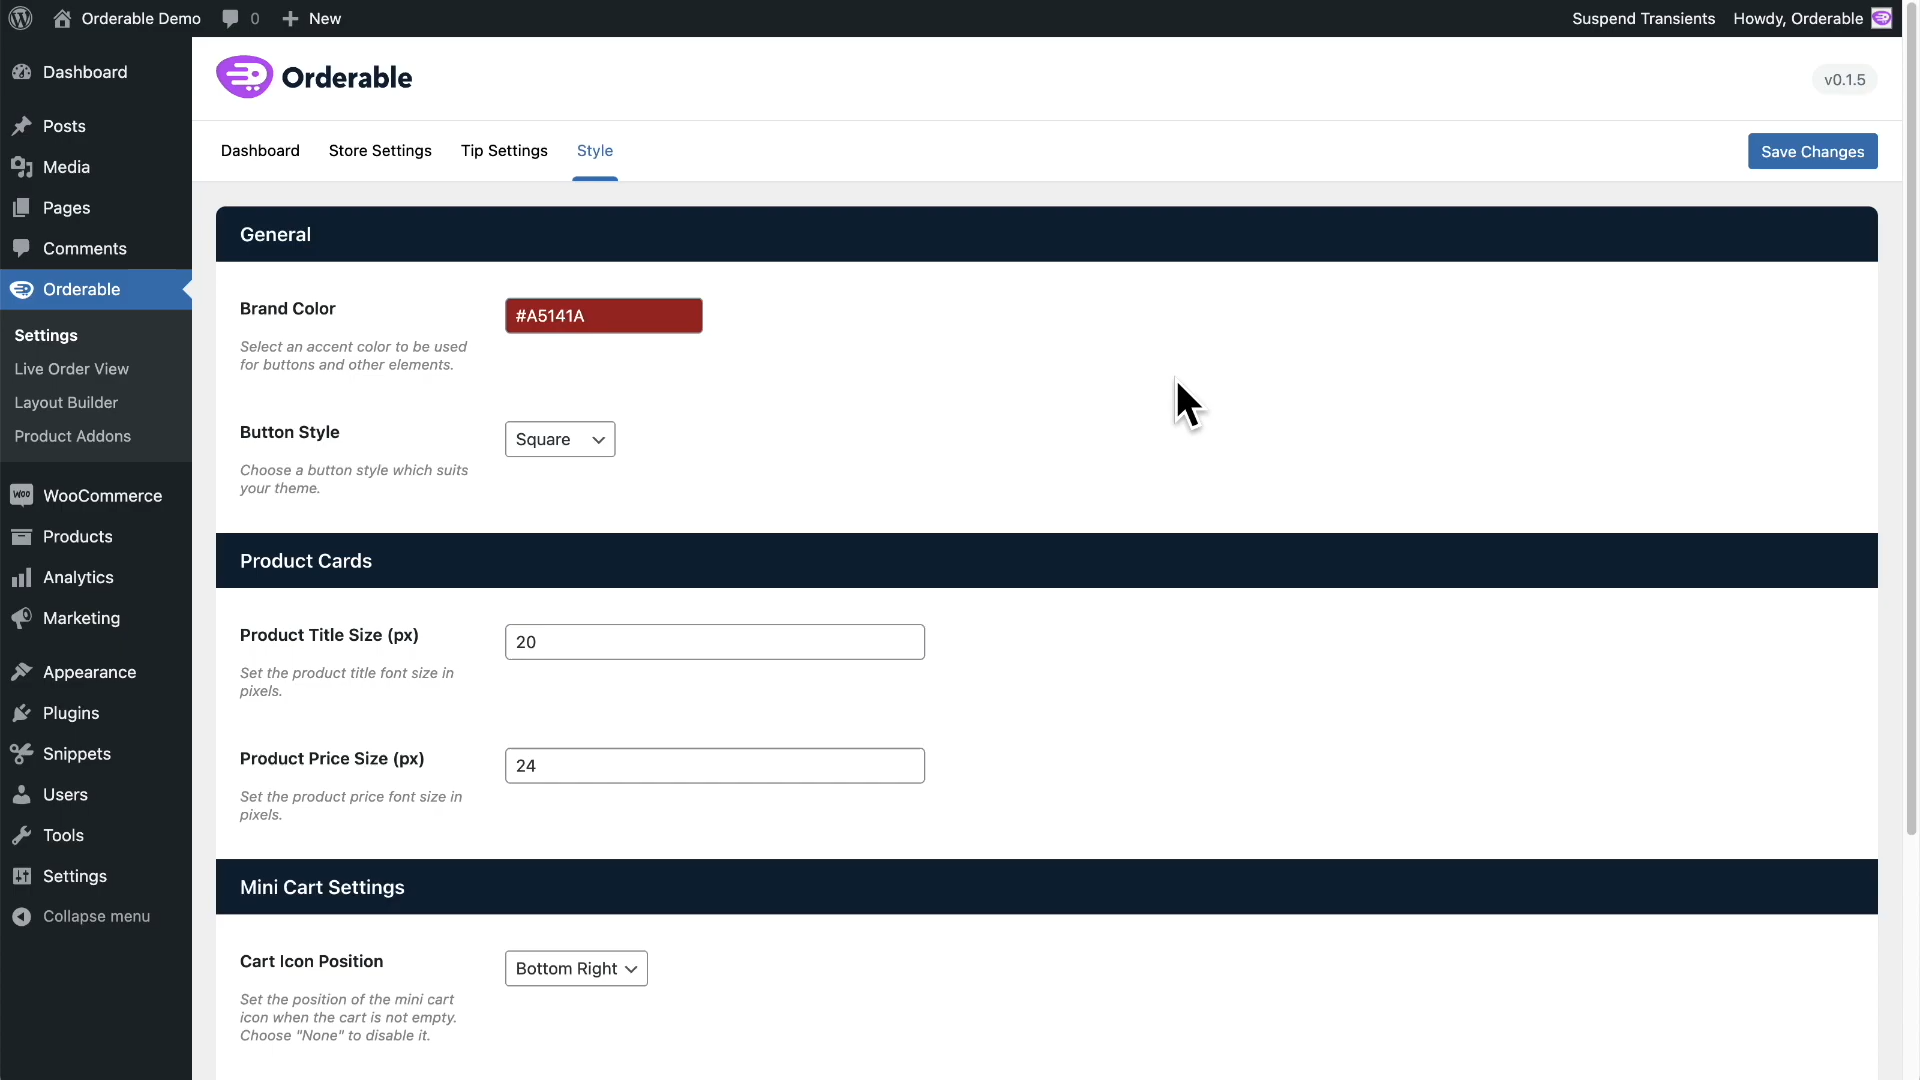 Orderable Demo
0
New
Suspend Transients
Howdy, Orderable
Dashboard
Posts
Media
Pages
Comments
Orderable
Settings
Live Order View
Layout Builder
Product Addons
Woo
WooCommerce
Products
Analytics
Marketing
Appearance
Plugins
Snippets
Users
Tools
Settings
Collapse menu
Orderable
v0.1.5
Dashboard
Store Settings
Tip Settings
Style
Save Changes
General
Brand Color
#A5141A
Select an accent color to be used
for buttons and other elements.
Button Style
Square
Choose a button style which suits
your theme.
Product Cards
Product Title Size (px)
20
Set the product title font size in
pixels.
Product Price Size (px)
24
Set the product price font size in
pixels.
Mini Cart Settings
Cart Icon Position
Bottom Right
Set the position of the mini cart
icon when the cart is not empty.
Choose "None" to disable it.